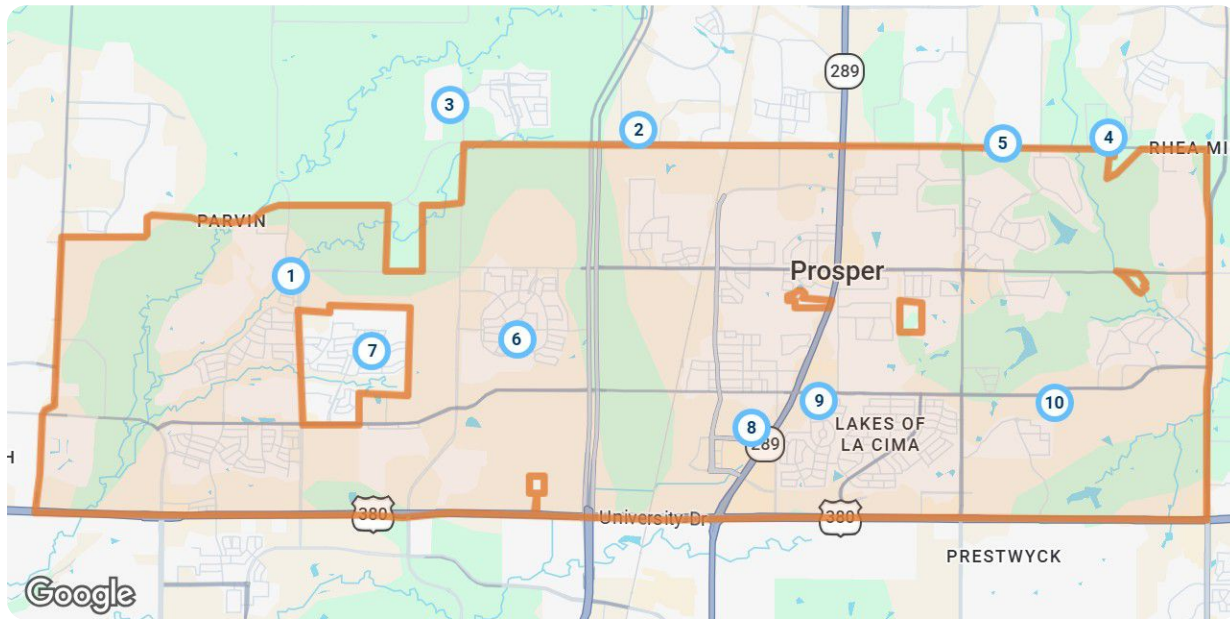 289
3
2
4
5
RHEA MI
PARVIN
Prosper
1
6
7
10
9
8
LAKES OF
LA CIMA
289
H
380
University Dr
380
PRESTWYCK
Google